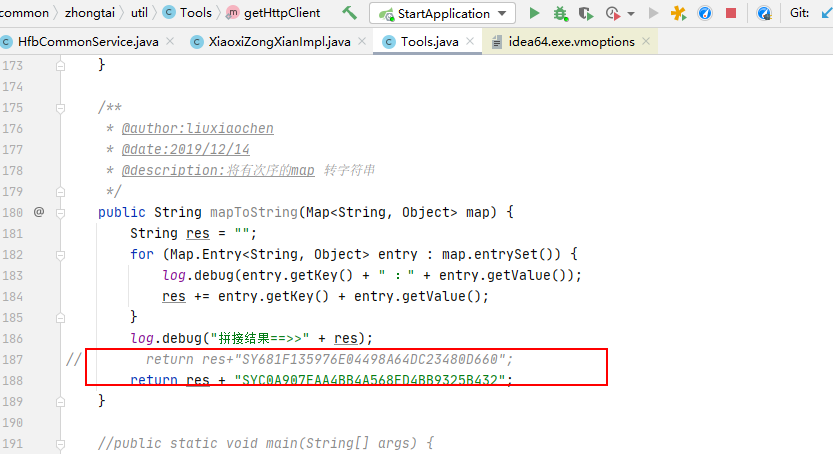 common zhongtai util Tools getHttpClient StartApplication Git:
HfbCommonService.java XiaoxiZongXianImpl.java Tools.java idea64.exe.vmoptions
173 }
174
175 /**
176 * @author:liuxiaochen
177 * @date:2019/12/14
178 * @description:将有次序的map 转字符串
179 */
180 @ public String mapToString(Map<String, Object> map) {
181 String res = "";
182 for (Map.Entry<String, Object> entry : map.entrySet()) {
183 log.debug(entry.getKey() + " :" + entry.getValue());
184 res += entry.getKey() + entry.getValue();
185 }
186 log.debug("拼接结果==>>" + res);
187 // return res+"SY681F135976E04498A64DC23480D660";
188 return res + "SYC0A907EAA4BB4A568ED4BB9325B432";
189 }
190
191 //public static void main(String[] args) {